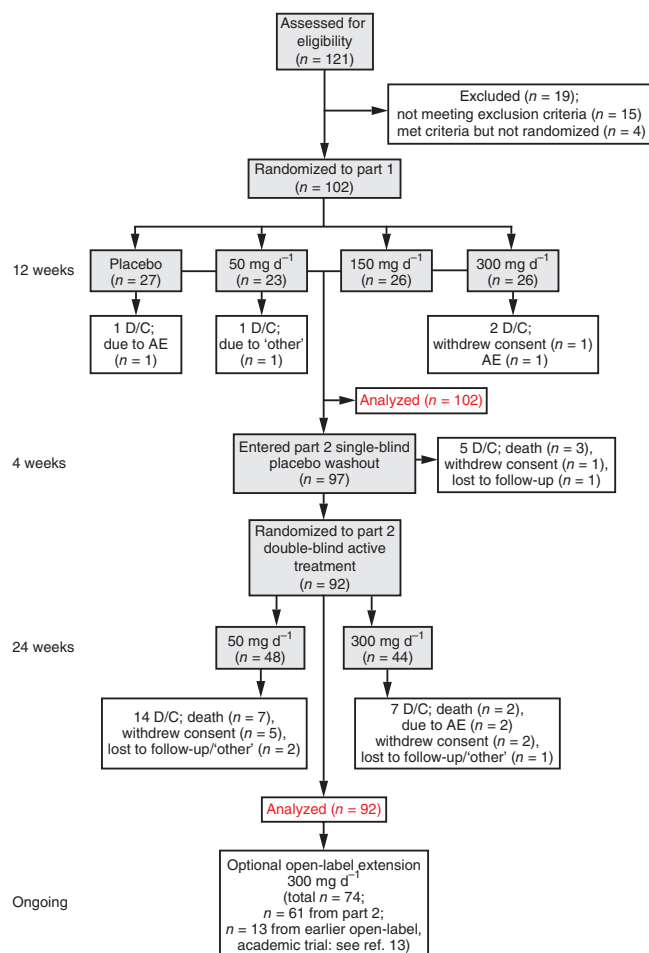 Assessed for
eligibility
(n = 121)
Excluded (n = 19);
not meeting exclusion criteria (n = 15)
met criteria but not randomized (n = 4)
Randomized to part 1
(n = 102)
12 weeks
Placebo
(n = 27)
50 mg d⁻¹
(n = 23)
150 mg d⁻¹
(n = 26)
300 mg d⁻¹
(n = 26)
1 D/C;
due to AE
(n = 1)
1 D/C;
due to ‘other’
(n = 1)
2 D/C;
withdrew consent (n = 1)
AE (n = 1)
Analyzed (n = 102)
4 weeks
Entered part 2 single-blind
placebo washout
(n = 97)
5 D/C; death (n = 3),
withdrew consent (n = 1),
lost to follow-up (n = 1)
Randomized to part 2
double-blind active
treatment
(n = 92)
24 weeks
50 mg d⁻¹
(n = 48)
300 mg d⁻¹
(n = 44)
14 D/C; death (n = 7),
withdrew consent (n = 5),
lost to follow-up/‘other’ (n = 2)
7 D/C; death (n = 2),
due to AE (n = 2)
withdrew consent (n = 2),
lost to follow-up/‘other’ (n = 1)
Analyzed (n = 92)
Ongoing
Optional open-label extension
300 mg d⁻¹
(total n = 74;
n = 61 from part 2;
n = 13 from earlier open-label,
academic trial: see ref. 13)